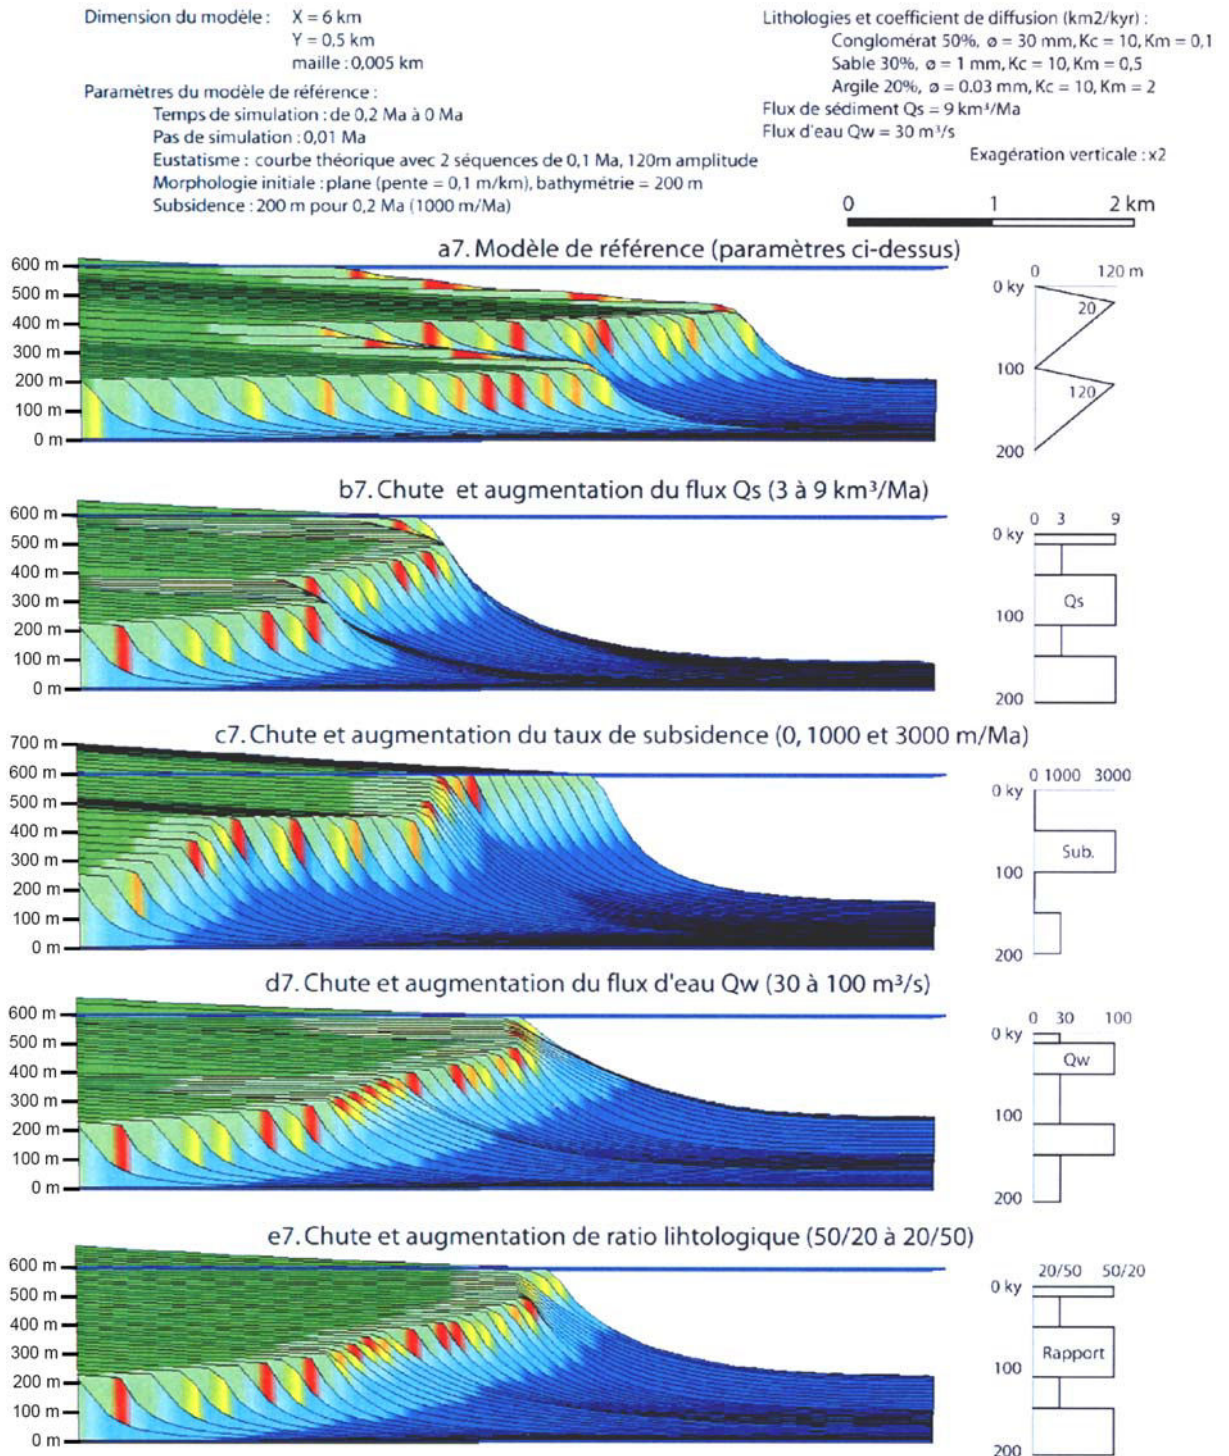 Dimension du modèle : X = 6 km
Y = 0,5 km
maille : 0,005 km
Paramètres du modèle de référence :
Temps de simulation : de 0,2 Ma à 0 Ma
Pas de simulation : 0,01 Ma
Eustatisme : courbe théorique avec 2 séquences de 0,1 Ma, 120m amplitude
Morphologie initiale : plane (pente = 0,1 m/km), bathymétrie = 200 m
Subsidence : 200 m pour 0,2 Ma (1000 m/Ma)
Lithologies et coefficient de diffusion (km2/kyr) :
Conglomérat 50%, ø = 30 mm, Kc = 10, Km = 0,1
Sable 30%, ø = 1 mm, Kc = 10, Km = 0,5
Argile 20%, ø = 0.03 mm, Kc = 10, Km = 2
Flux de sédiment Qs = 9 km³/Ma
Flux d'eau Qw = 30 m³/s
Exagération verticale : x2
0 1 2 km
a7. Modèle de référence (paramètres ci-dessus)
600 m
500 m
400 m
300 m
200 m
100 m
0 m
0 120 m
0 ky
20
100
120
200
b7. Chute et augmentation du flux Qs (3 à 9 km³/Ma)
600 m
500 m
400 m
300 m
200 m
100 m
0 m
0 3 9
0 ky
Qs
100
200
c7. Chute et augmentation du taux de subsidence (0, 1000 et 3000 m/Ma)
700 m
600 m
500 m
400 m
300 m
200 m
100 m
0 m
0 1000 3000
0 ky
Sub.
100
200
d7. Chute et augmentation du flux d'eau Qw (30 à 100 m³/s)
600 m
500 m
400 m
300 m
200 m
100 m
0 m
0 30 100
0 ky
Qw
100
200
e7. Chute et augmentation de ratio lihtologique (50/20 à 20/50)
600 m
500 m
400 m
300 m
200 m
100 m
0 m
20/50 50/20
0 ky
Rapport
100
200